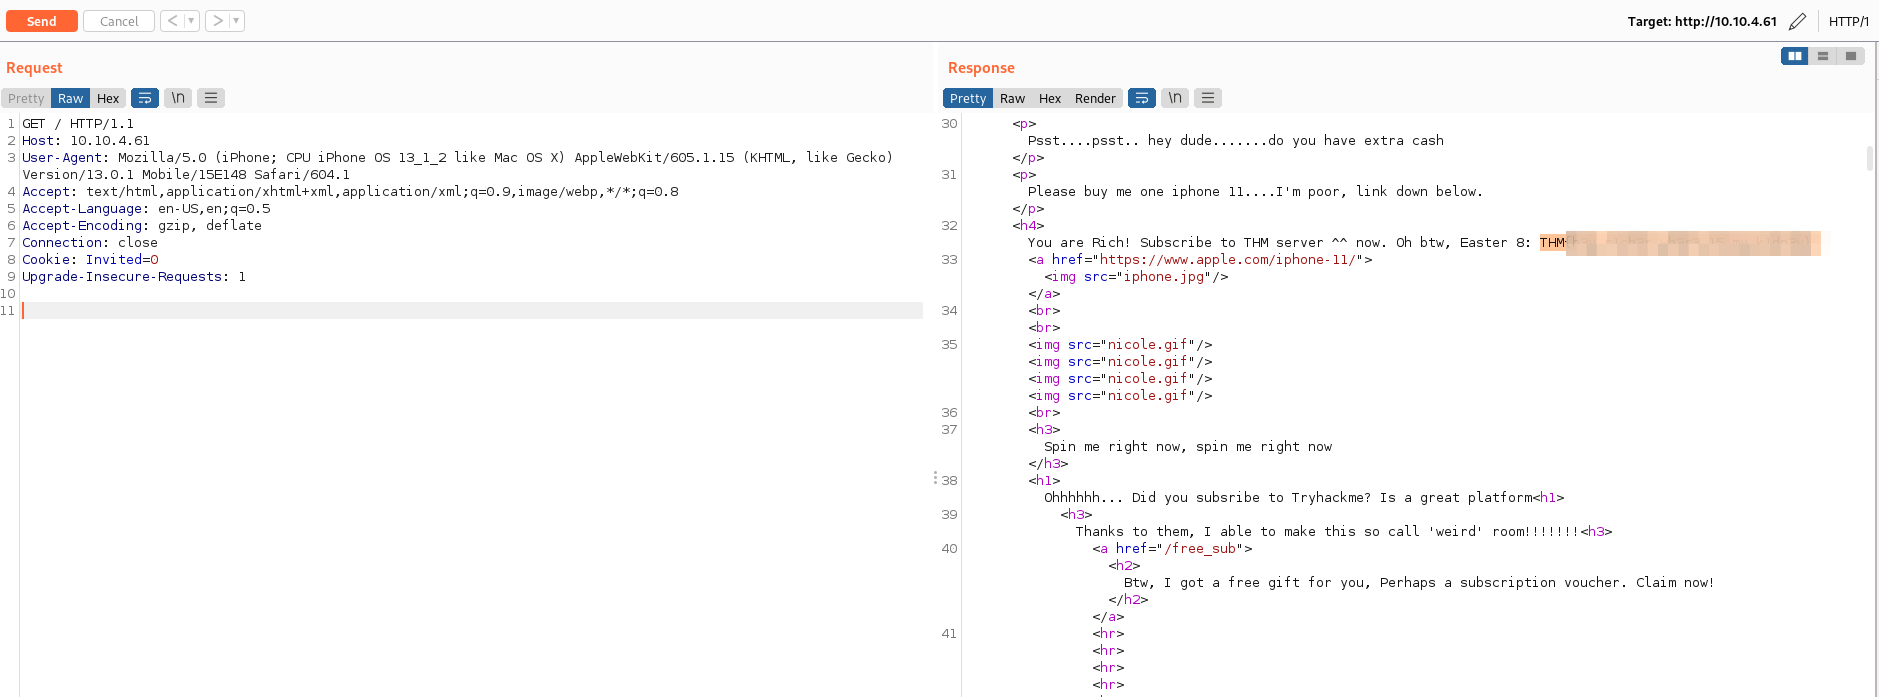 Send Cancel < > Target: http://10.10.4.61 HTTP/1
Request
Pretty Raw Hex \n
1 GET / HTTP/1.1
2 Host: 10.10.4.61
3 User-Agent: Mozilla/5.0 (iPhone; CPU iPhone OS 13_1_2 like Mac OS X) AppleWebKit/605.1.15 (KHTML, like Gecko)
Version/13.0.1 Mobile/15E148 Safari/604.1
4 Accept: text/html,application/xhtml+xml,application/xml;q=0.9,image/webp,*/*;q=0.8
5 Accept-Language: en-US,en;q=0.5
6 Accept-Encoding: gzip, deflate
7 Connection: close
8 Cookie: Invited=0
9 Upgrade-Insecure-Requests: 1
10
11
Response
Pretty Raw Hex Render \n
30 <p>
Psst....psst.. hey dude.......do you have extra cash
</p>
31 <p>
Please buy me one iphone 11....I'm poor, link down below.
</p>
32 <h4>
You are Rich! Subscribe to THM server ^^ now. Oh btw, Easter 8: THM
33 <a href="https://www.apple.com/iphone-11/">
<img src="iphone.jpg"/>
</a>
34 <br>
<br>
35 <img src="nicole.gif"/>
<img src="nicole.gif"/>
<img src="nicole.gif"/>
<img src="nicole.gif"/>
36 <br>
37 <h3>
Spin me right now, spin me right now
</h3>
38 <h1>
Ohhhhhh... Did you subsribe to Tryhackme? Is a great platform<h1>
39 <h3>
Thanks to them, I able to make this so call 'weird' room!!!!!!!<h3>
40 <a href="/free_sub">
<h2>
Btw, I got a free gift for you, Perhaps a subscription voucher. Claim now!
</h2>
</a>
41 <hr>
<hr>
<hr>
<hr>